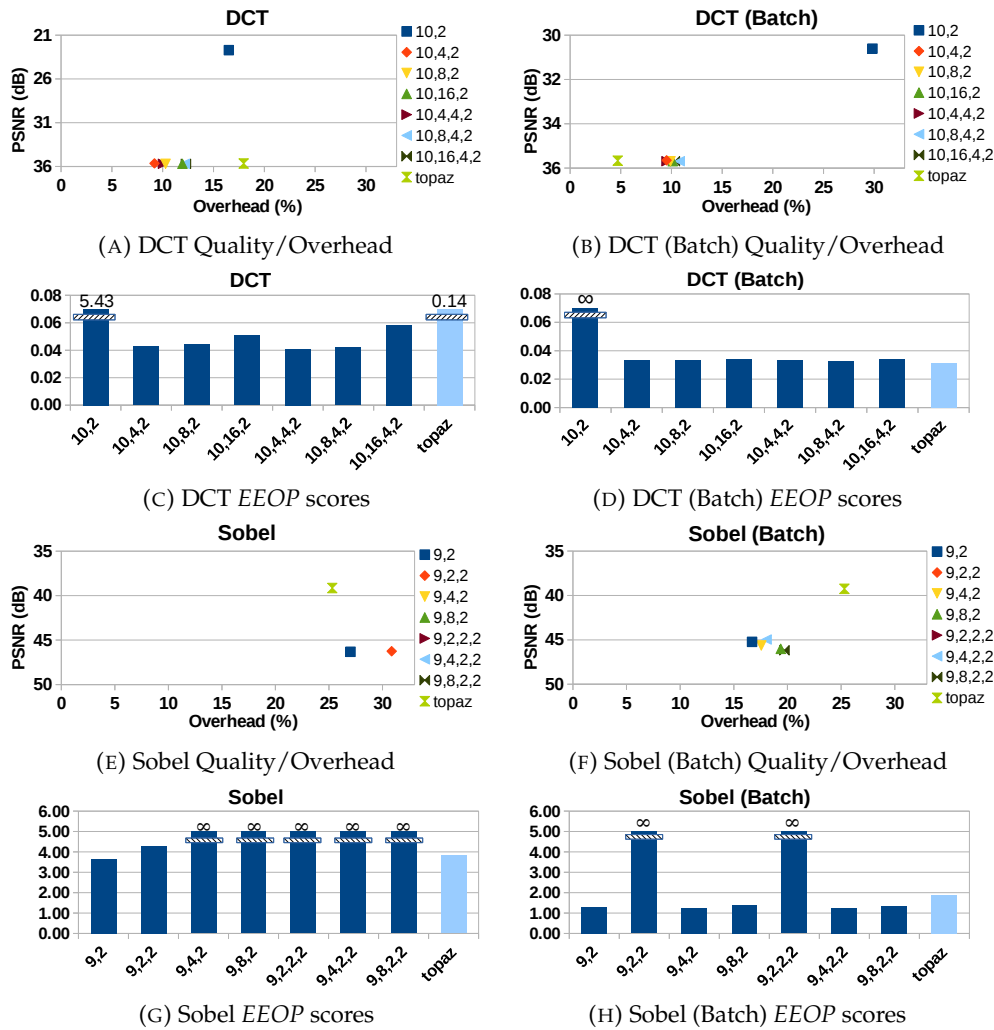 DCT
21
26
31
36
PSNR (dB)
0 5 10 15 20 25 30
Overhead (%)
10,2
10,4,2
10,8,2
10,16,2
10,4,4,2
10,8,4,2
10,16,4,2
topaz
(A) DCT Quality/Overhead
DCT (Batch)
30
32
34
36
PSNR (dB)
0 5 10 15 20 25 30
Overhead (%)
10,2
10,4,2
10,8,2
10,16,2
10,4,4,2
10,8,4,2
10,16,4,2
topaz
(B) DCT (Batch) Quality/Overhead
DCT
0.08
0.06
0.04
0.02
0.00
5.43
0.14
10,2
10,4,2
10,8,2
10,16,2
10,4,4,2
10,8,4,2
10,16,4,2
topaz
(C) DCT EEOP scores
DCT (Batch)
0.08
0.06
0.04
0.02
0.00
∞
10,2
10,4,2
10,8,2
10,16,2
10,4,4,2
10,8,4,2
10,16,4,2
topaz
(D) DCT (Batch) EEOP scores
Sobel
35
40
45
50
PSNR (dB)
0 5 10 15 20 25 30
Overhead (%)
9,2
9,2,2
9,4,2
9,8,2
9,2,2,2
9,4,2,2
9,8,2,2
topaz
(E) Sobel Quality/Overhead
Sobel (Batch)
35
40
45
50
PSNR (dB)
0 5 10 15 20 25 30
Overhead (%)
9,2
9,2,2
9,4,2
9,8,2
9,2,2,2
9,4,2,2
9,8,2,2
topaz
(F) Sobel (Batch) Quality/Overhead
Sobel
6.00
5.00
4.00
3.00
2.00
1.00
0.00
∞ ∞ ∞ ∞ ∞
9,2
9,2,2
9,4,2
9,8,2
9,2,2,2
9,4,2,2
9,8,2,2
topaz
(G) Sobel EEOP scores
Sobel (Batch)
6.00
5.00
4.00
3.00
2.00
1.00
0.00
∞ ∞
9,2
9,2,2
9,4,2
9,8,2
9,2,2,2
9,4,2,2
9,8,2,2
topaz
(H) Sobel (Batch) EEOP scores